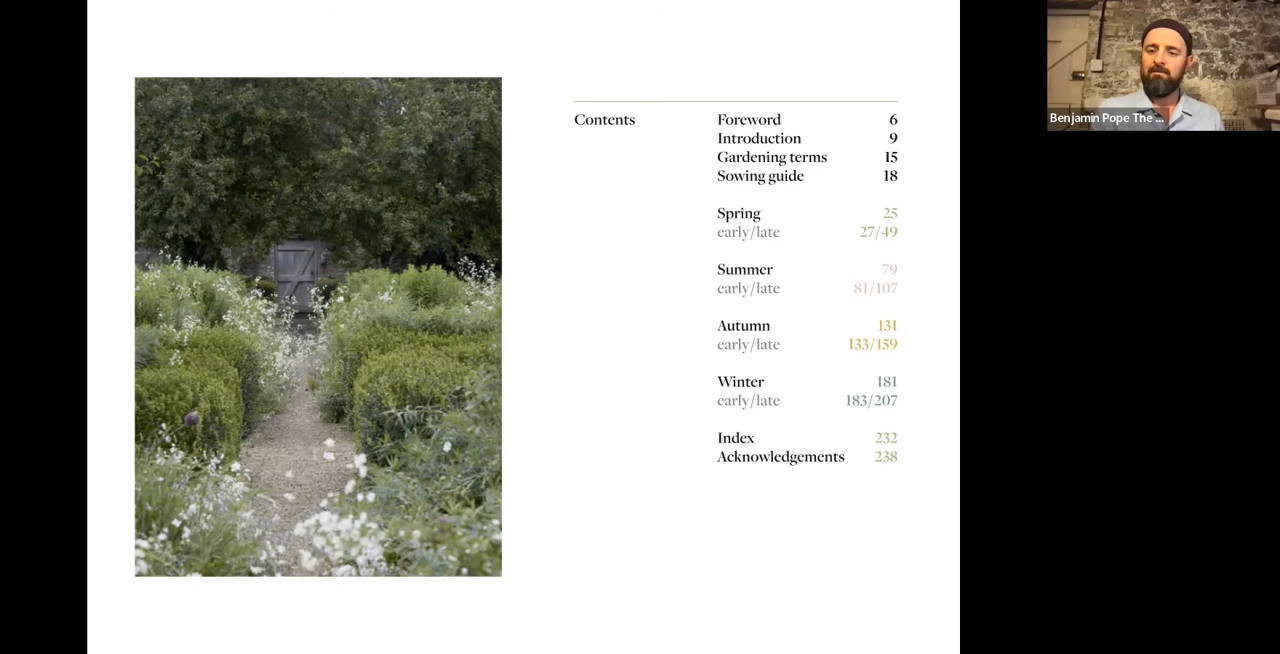 Contents
Foreword 6
Introduction 9
Gardening terms 15
Sowing guide 18
Spring 25
early/late 27/49
Summer 79
early/late 81/107
Autumn 131
early/late 133/159
Winter 181
early/late 183/207
Index 232
Acknowledgements 238
Benjamin Pope The ...